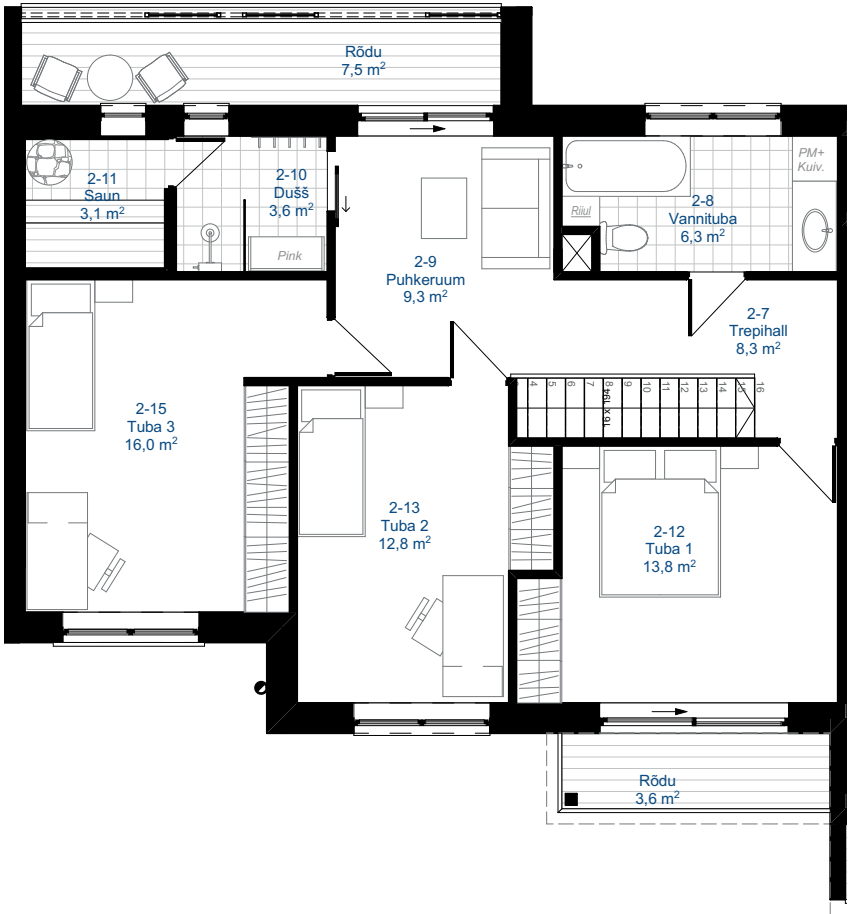 Rõdu
7,5 m²
2-11
Saun
3,1 m²
2-10
Dušš
3,6 m²
Pink
2-9
Puhkeruum
9,3 m²
PM+
Kuiv.
Riiul
2-8
Vannituba
6,3 m²
2-7
Trepihall
8,3 m²
4 5 6 7 8 9 10 11 12 13 14 15 16
16 x 194
2-15
Tuba 3
16,0 m²
2-13
Tuba 2
12,8 m²
2-12
Tuba 1
13,8 m²
Rõdu
3,6 m²